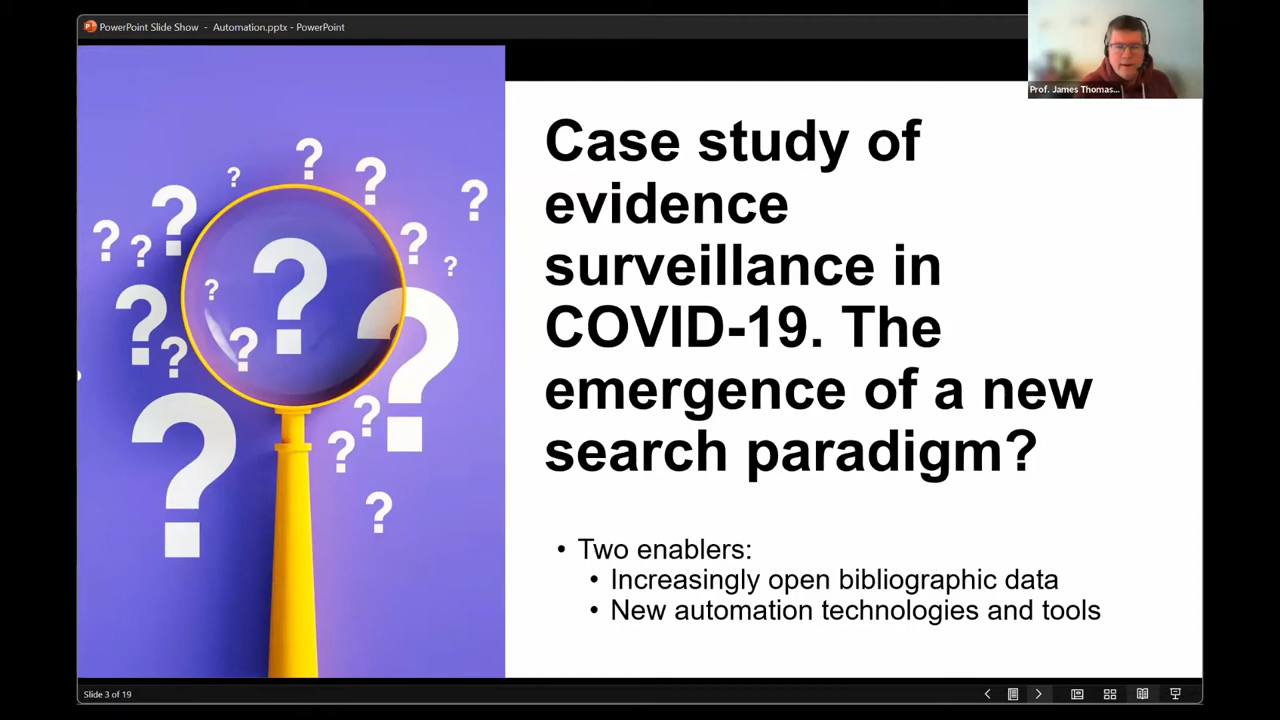 PowerPoint Slide Show - Automation.pptx - PowerPoint
Prof. James Thomas...
Case study of
evidence
surveillance in
COVID-19. The
emergence of a new
search paradigm?
• Two enablers:
• Increasingly open bibliographic data
• New automation technologies and tools
Slide 3 of 19